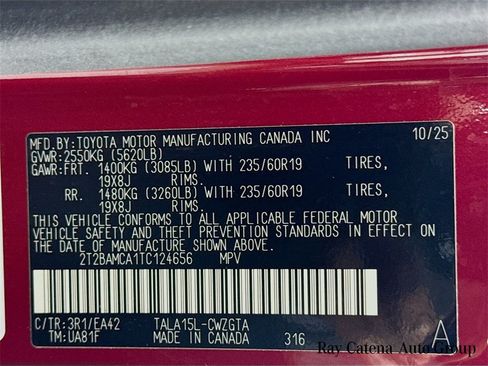 MFD.BY:TOYOTA MOTOR MANUFACTURING CANADA INC 10/25
GVWR:2550KG (5620LB)
GAWR:FRT. 1400KG (3085LB) WITH 235/60R19 TIRES,
19X8J RIMS.
RR. 1480KG (3260LB) WITH 235/60R19 TIRES,
19X8J RIMS.
THIS VEHICLE CONFORMS TO ALL APPLICABLE FEDERAL MOTOR
VEHICLE SAFETY AND THEFT PREVENTION STANDARDS IN EFFECT
ON THE DATE OF MANUFACTURE SHOWN ABOVE.
2T2BAMCA1TC124656 MPV
C/TR:3R1/EA42 TALA15L-CWZGTA
TM:UA81F MADE IN CANADA 316 A
Ray Catena Auto Group